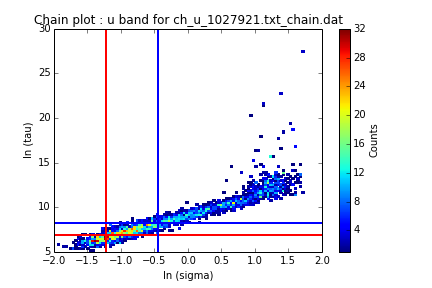 Chain plot : u band for ch_u_1027921.txt_chain.dat
30
25
20
15
10
5
ln (tau)
−2.0 −1.5 −1.0 −0.5 0.0 0.5 1.0 1.5 2.0
ln (sigma)
32
28
24
20
16
12
8
4
Counts